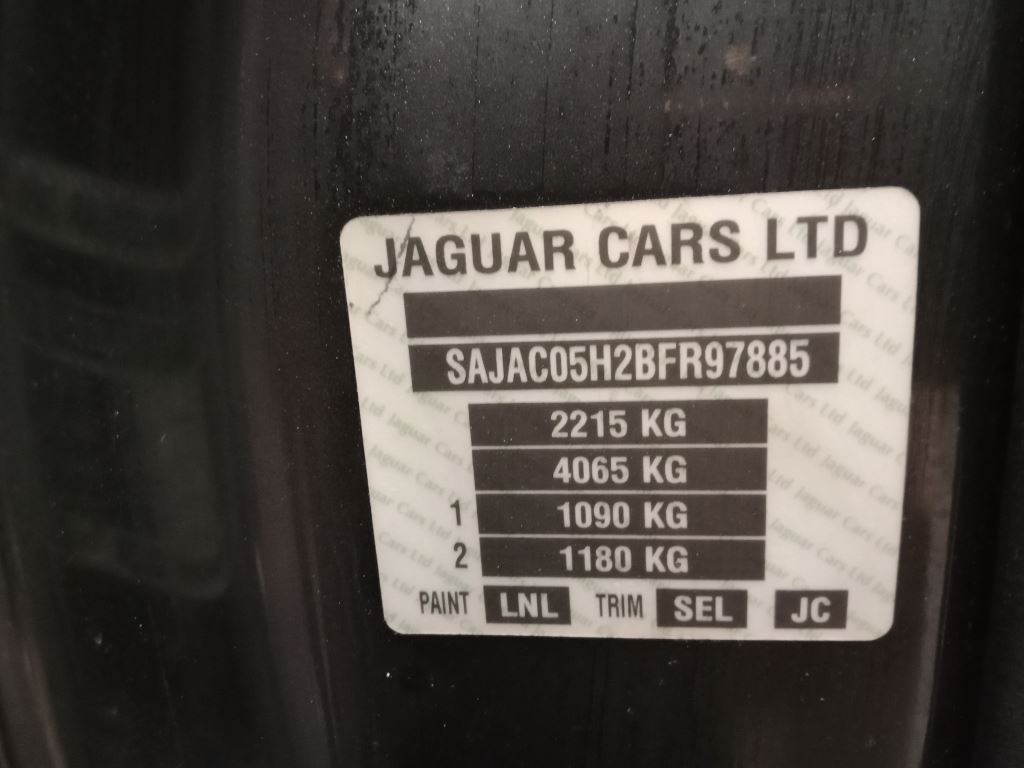 JAGUAR CARS LTD
SAJAC05H2BFR97885
2215 KG
4065 KG
1 1090 KG
2 1180 KG
PAINT LNL TRIM SEL JC